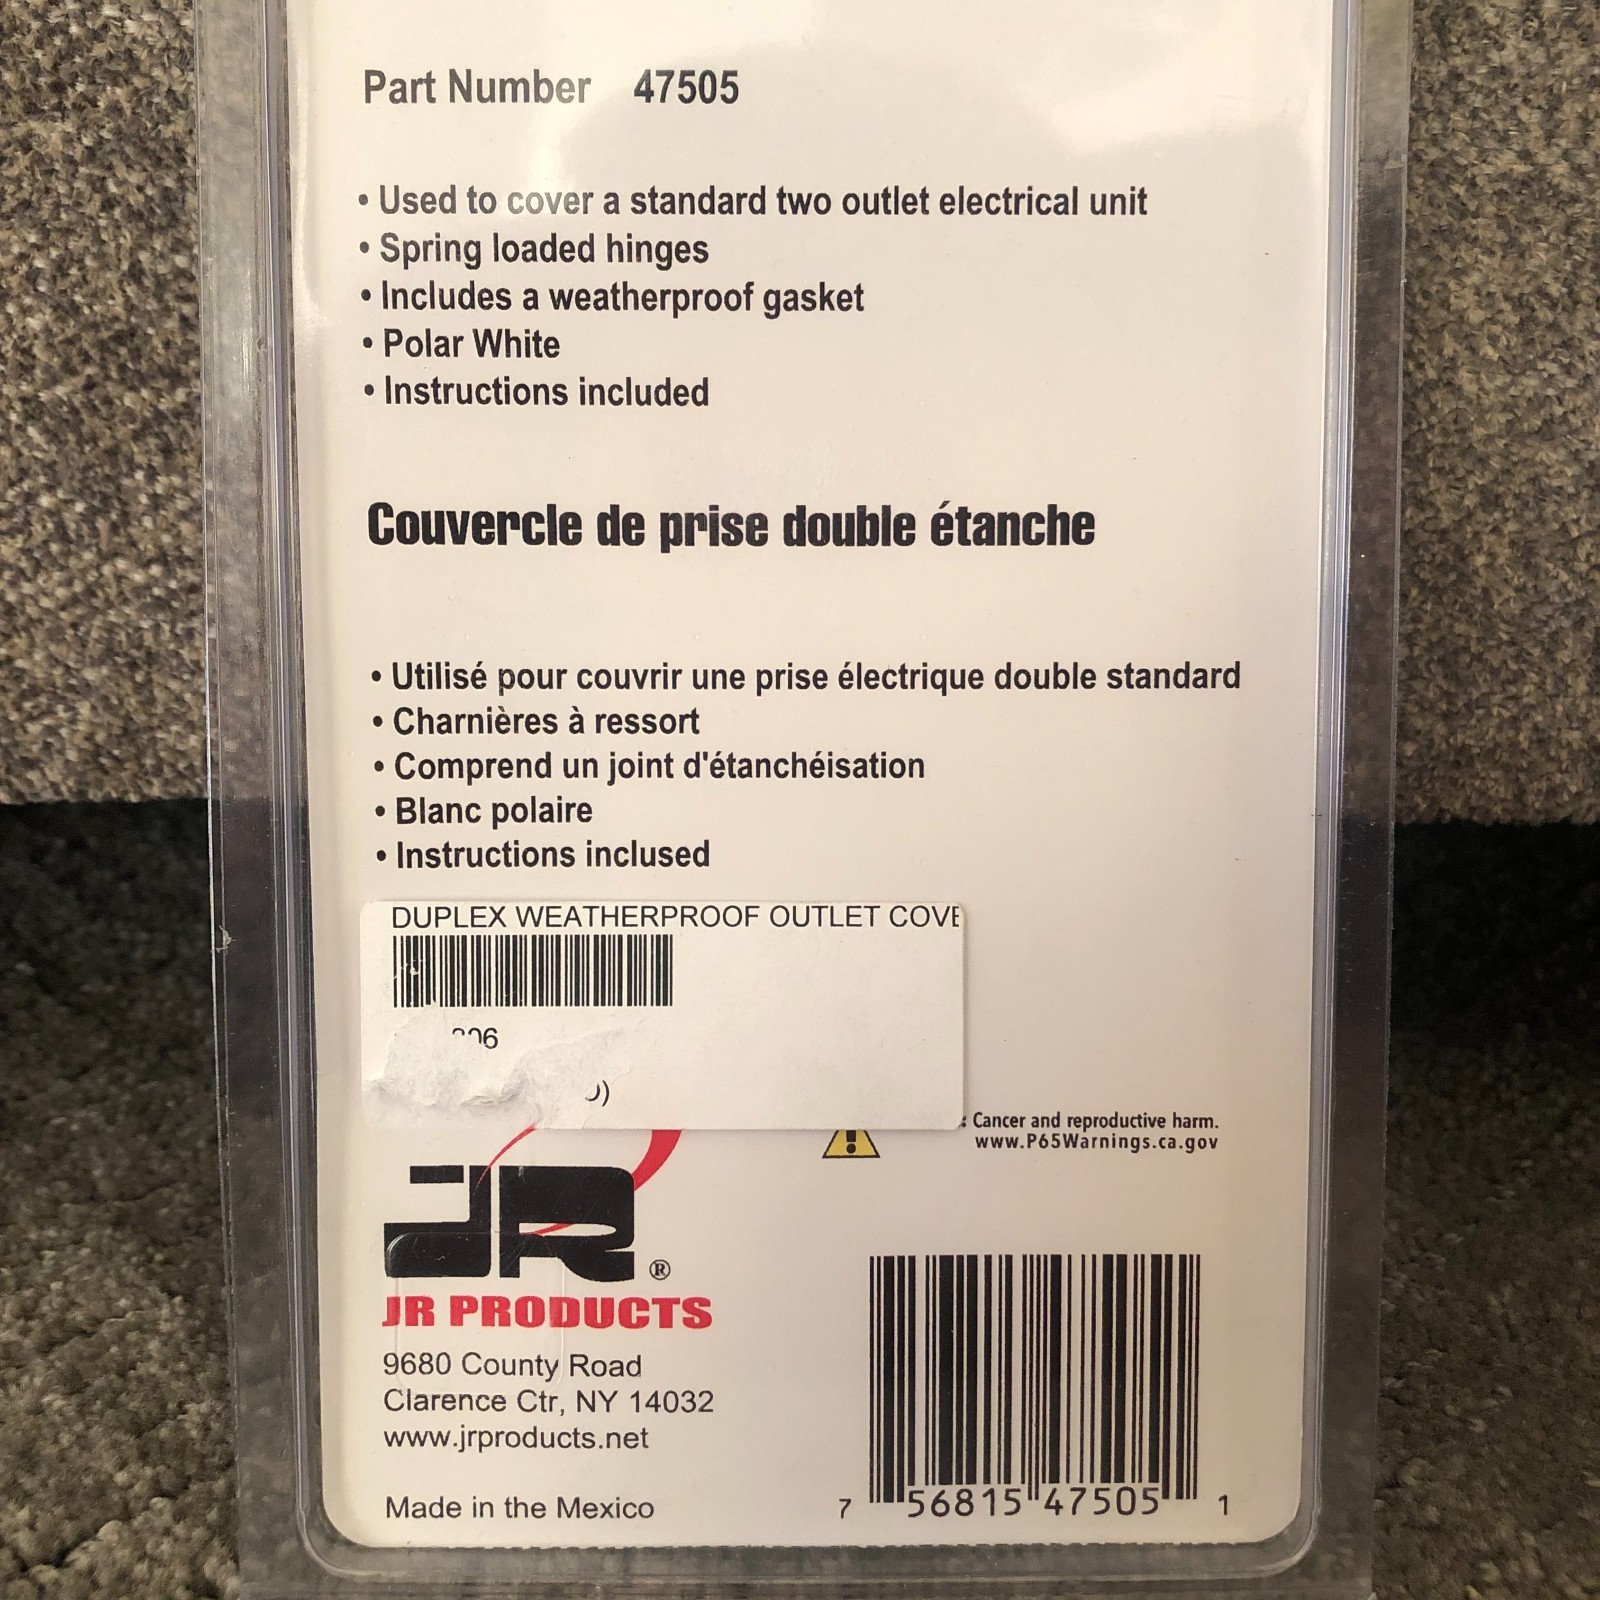 Part Number 47505
• Used to cover a standard two outlet electrical unit
• Spring loaded hinges
• Includes a weatherproof gasket
• Polar White
• Instructions included
Couvercle de prise double étanche
• Utilisé pour couvrir une prise électrique double standard
• Charnières à ressort
• Comprend un joint d'étanchéisation
• Blanc polaire
• Instructions inclused
DUPLEX WEATHERPROOF OUTLET COVE
: Cancer and reproductive harm.
www.P65Warnings.ca.gov
JR ®
JR PRODUCTS
9680 County Road
Clarence Ctr, NY 14032
www.jrproducts.net
Made in the Mexico
7 56815 47505 1